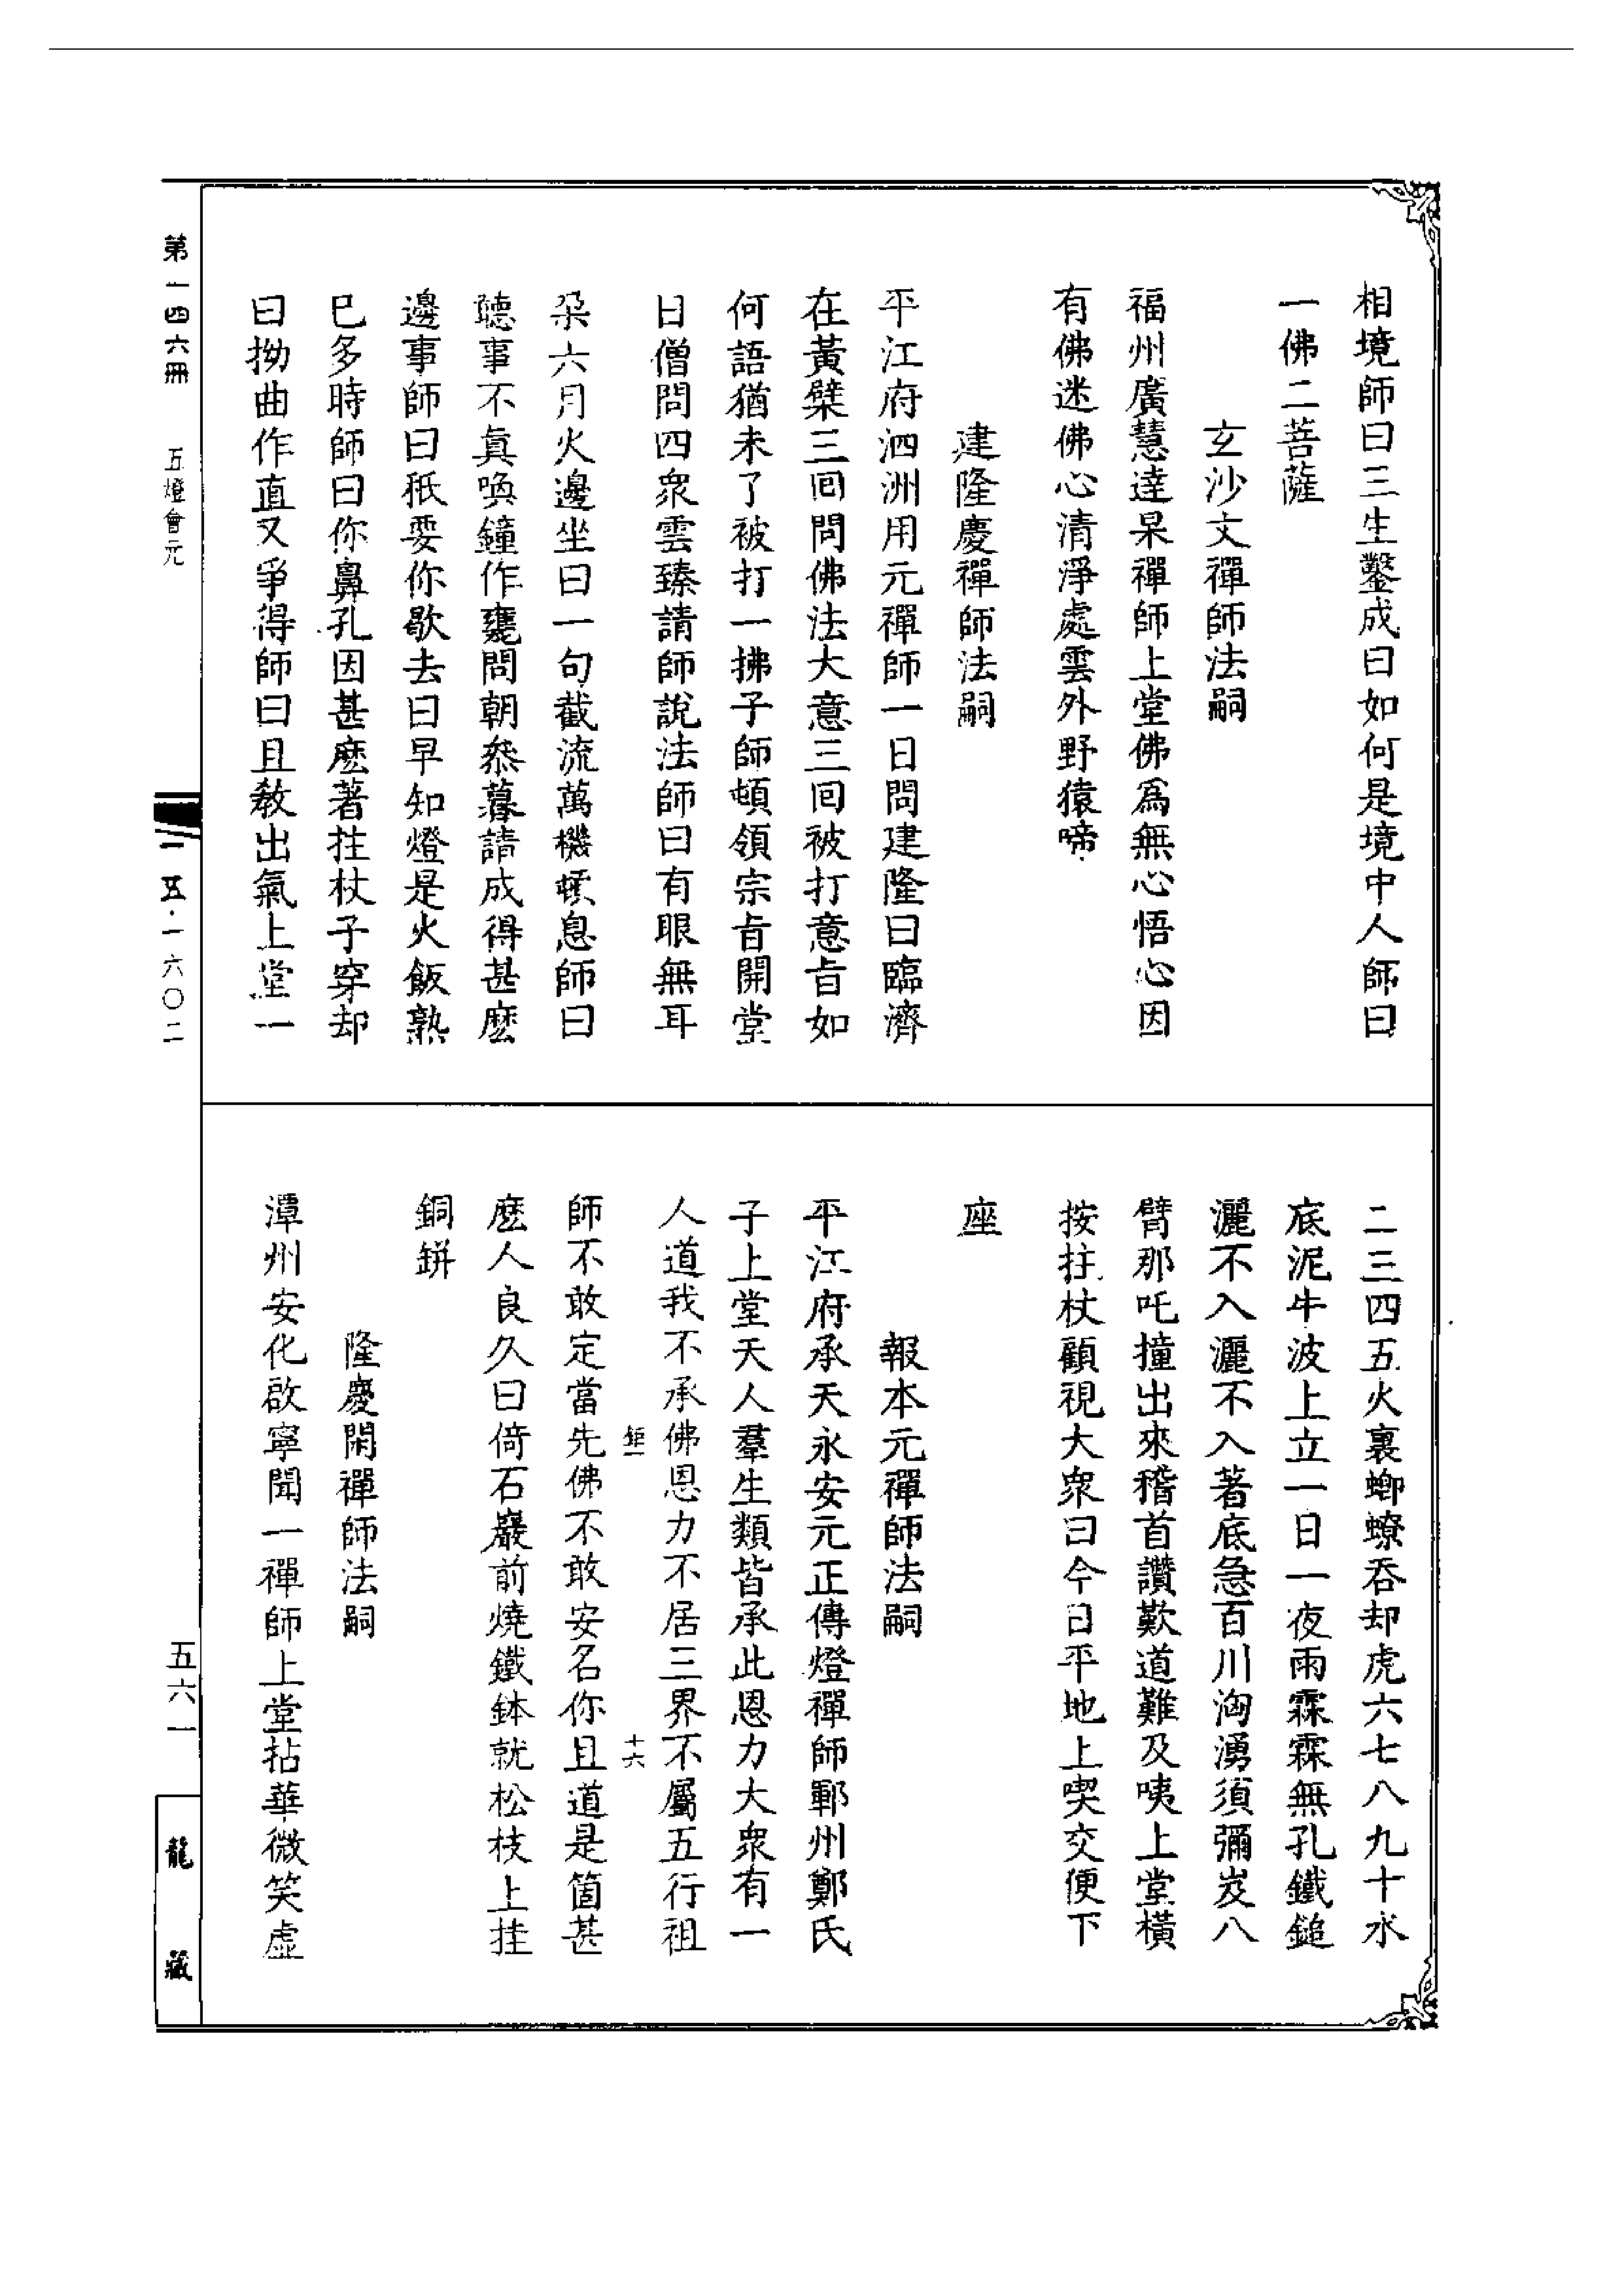 相境師曰三生鑿成曰如何是境中人師曰
一佛二菩薩
玄沙文禪師法嗣
福州廣慧達杲禪師上堂佛為無心悟心因
有佛迷佛心清淨處雲外野猿啼
建隆慶禪師法嗣
平江府泗洲用元禪師一日問建隆曰臨濟
在黃檗三回問佛法大意三回被打意旨如
何語猶未了被打一拂子師頓領宗旨開堂
日僧問四衆雲臻請師說法師曰有眼無耳
朶六月火邊坐曰一句截流萬機頓息師曰
聽事不真喚鐘作甕問朝叅暮請成得甚麽
邊事師曰秖要你歇去曰早知燈是火飯熟
巳多時師曰你鼻孔因甚麽著拄杖子穿却
曰拗曲作直又爭得師曰且教出氣上堂一
二三四五火裏蝍蟟吞却虎六七八九十水
底泥牛波上立一日一夜雨霖霖無孔鐵鎚
灑不入灑不入著底急百川洶湧須彌岌八
臂那吒撞出來稽首讚歎道難及咦上堂橫
按拄杖顧視大衆曰今日平地上喫交便下
座
報本元禪師法嗣
平江府承天永安元正傳燈禪師鄆州鄭氏
子上堂天人羣生類皆承此恩力大衆有一
人道我不承佛恩力不居三界不屬五行祖
十六
師不敢定當先佛不敢安名你且道是箇甚
麽人良久曰倚石巖前燒鐵鉢就松枝上挂
銅鉼
隆慶閑禪師法嗣
潭州安化啟寧聞一禪師上堂拈華微笑虛
第一四六冊
五燈會元
五·一六〇二
五六一
龍藏